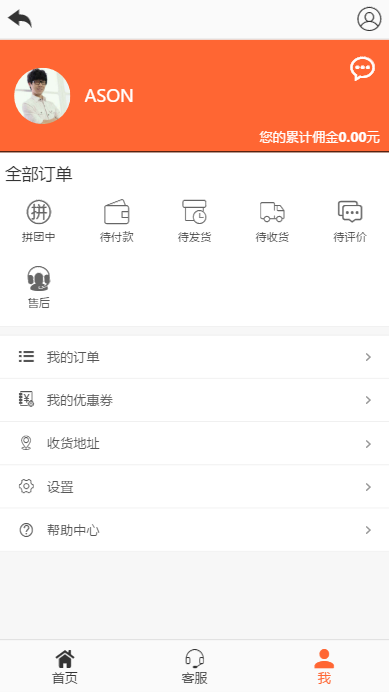 ASON
您的累计佣金0.00元
全部订单
拼
拼团中 待付款 待发货 待收货 待评价
售后
我的订单
我的优惠券
收货地址
设置
帮助中心
首页 客服 我